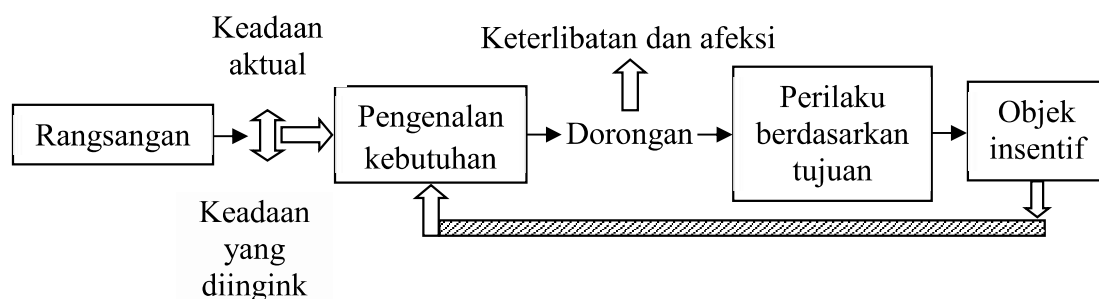 Keadaan
aktual
Keterlibatan dan afeksi
Rangsangan
Pengenalan
kebutuhan
Dorongan
Perilaku
berdasarkan
tujuan
Objek
insentif
Keadaan
yang
diingink